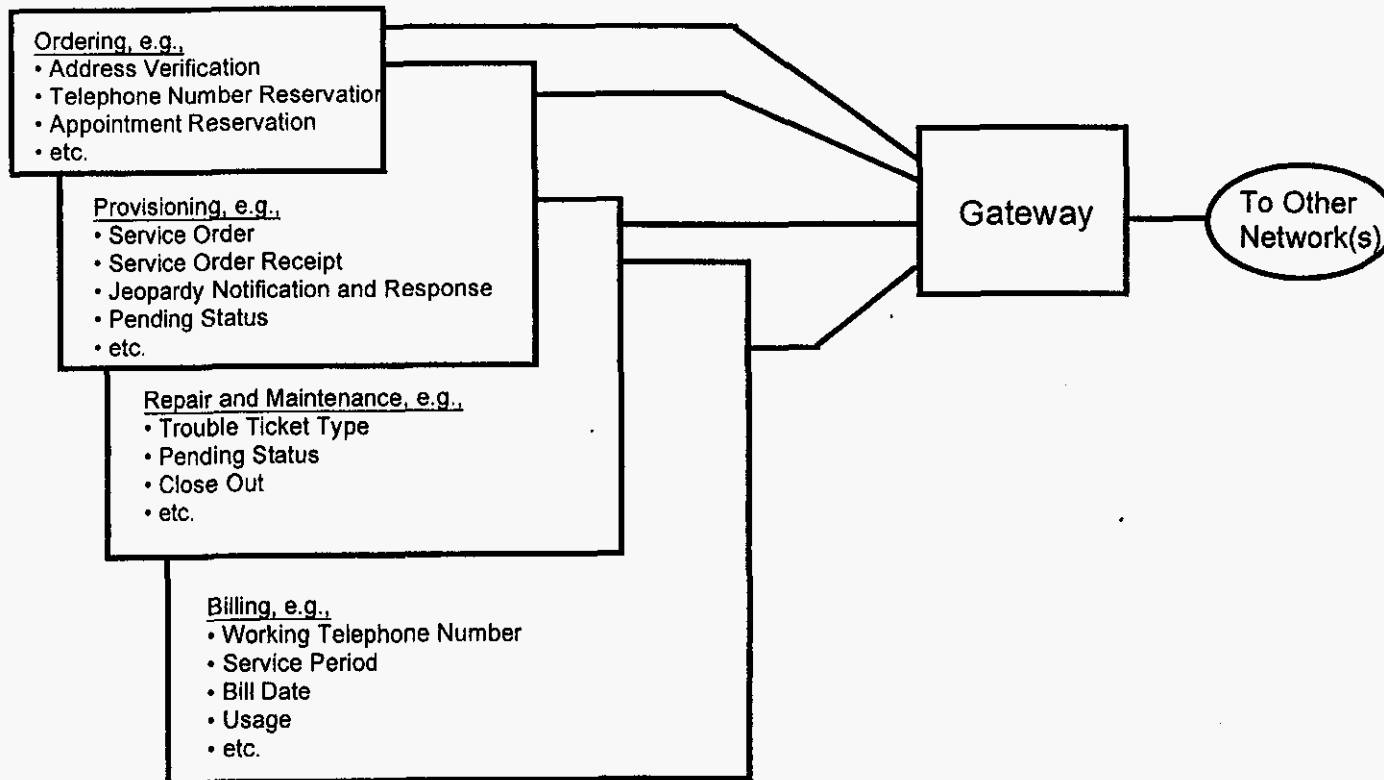 Ordering, e.g.,
• Address Verification
• Telephone Number Reservation
• Appointment Reservation
• etc.
Provisioning, e.g.,
• Service Order
• Service Order Receipt
• Jeopardy Notification and Response
• Pending Status
• etc.
Repair and Maintenance, e.g.,
• Trouble Ticket Type
• Pending Status
• Close Out
• etc.
Billing, e.g.,
• Working Telephone Number
• Service Period
• Bill Date
• Usage
• etc.
Gateway
To Other
Network(s)